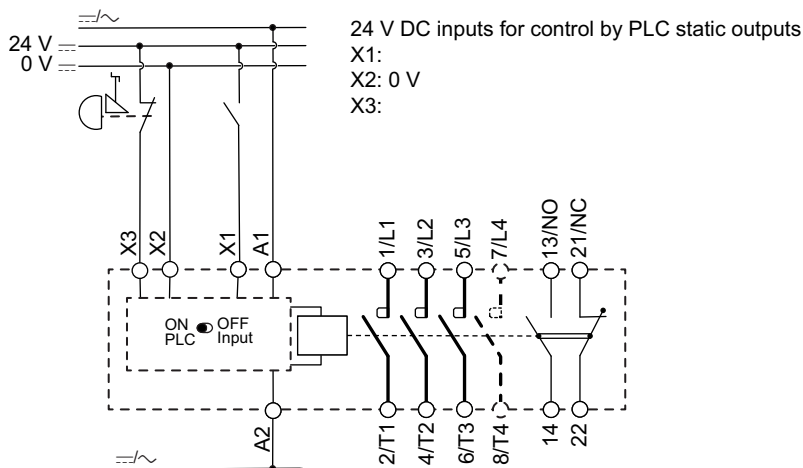 24 V DC inputs for control by PLC static outputs
24 V
0 V
X1:
X2: 0 V
X3:
X3
X2
X1
A1
1/L1
3/L2
5/L3
7/L4
13/NO
21/NC
ON OFF
PLC Input
A2
2/T1
4/T2
6/T3
8/T4
14
22